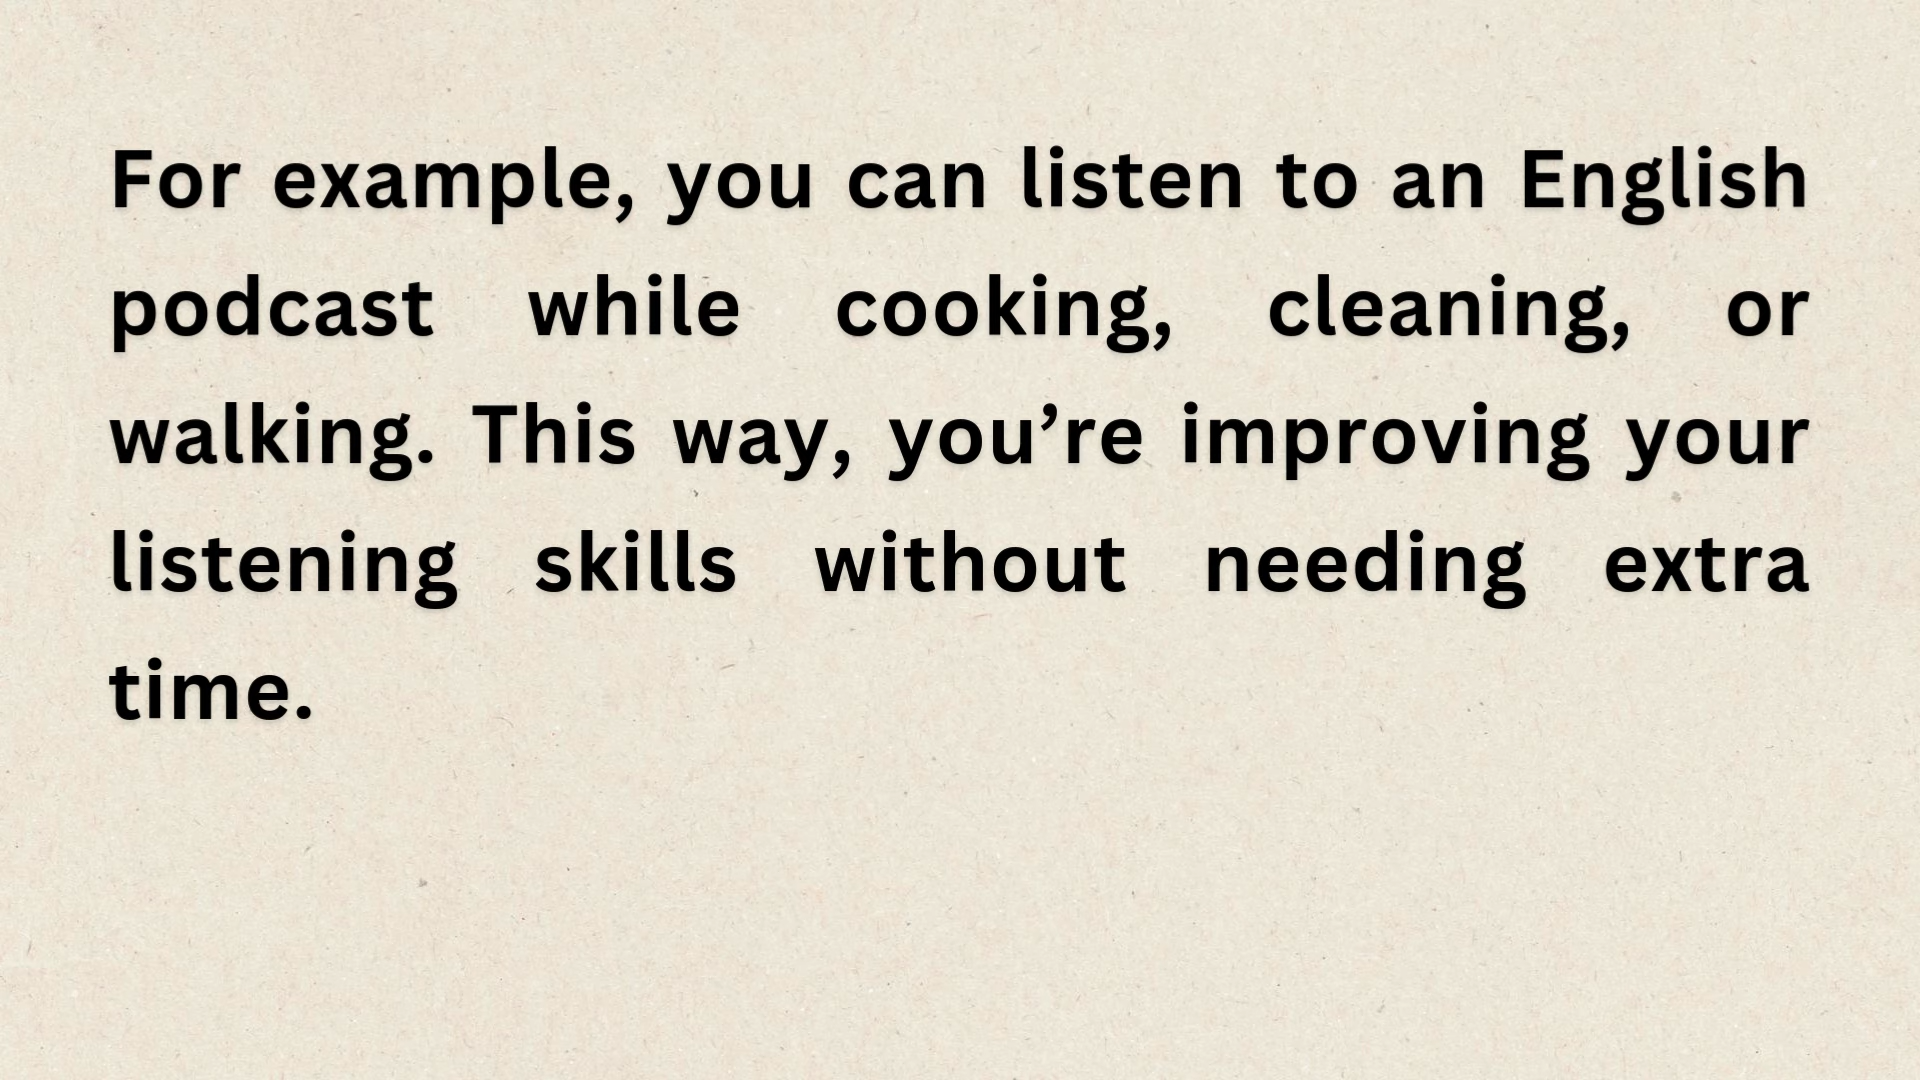 For example, you can listen to an English
podcast while cooking, cleaning, or
walking. This way, you’re improving your
listening skills without needing extra
time.